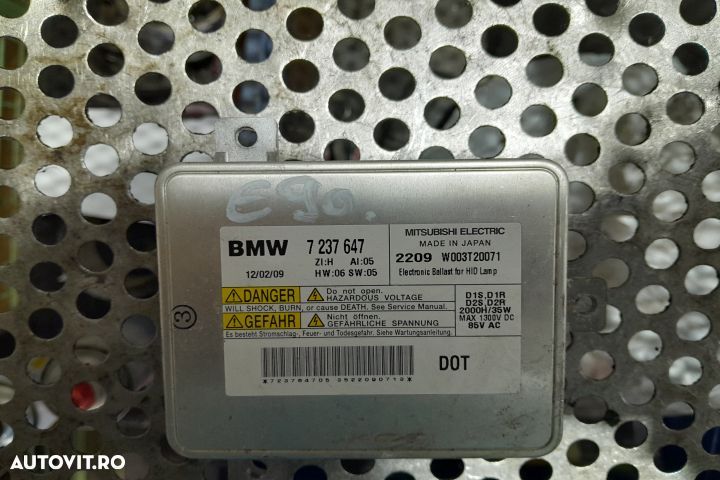 E90.
BMW 7 237 647
ZI:H AI:05
12/02/09 HW:06 SW:05
MITSUBISHI ELECTRIC
MADE IN JAPAN
2209 W003T20071
Electronic Ballast for HID Lamp
DANGER Do not open. HAZARDOUS VOLTAGE
WILL SHOCK, BURN, or cause DEATH. See Service Manual.
GEFAHR Nicht öffnen. GEFÄHRLICHE SPANNUNG
Es besteht Stromschlag-, Feuer- und Todesgefahr. Siehe Wartungsanleitung.
D1S,D1R
D2S,D2R
2000H/35W
MAX 1300V DC
85V AC
3
*723764705 3522090713*
DOT
AUTOVIT.RO